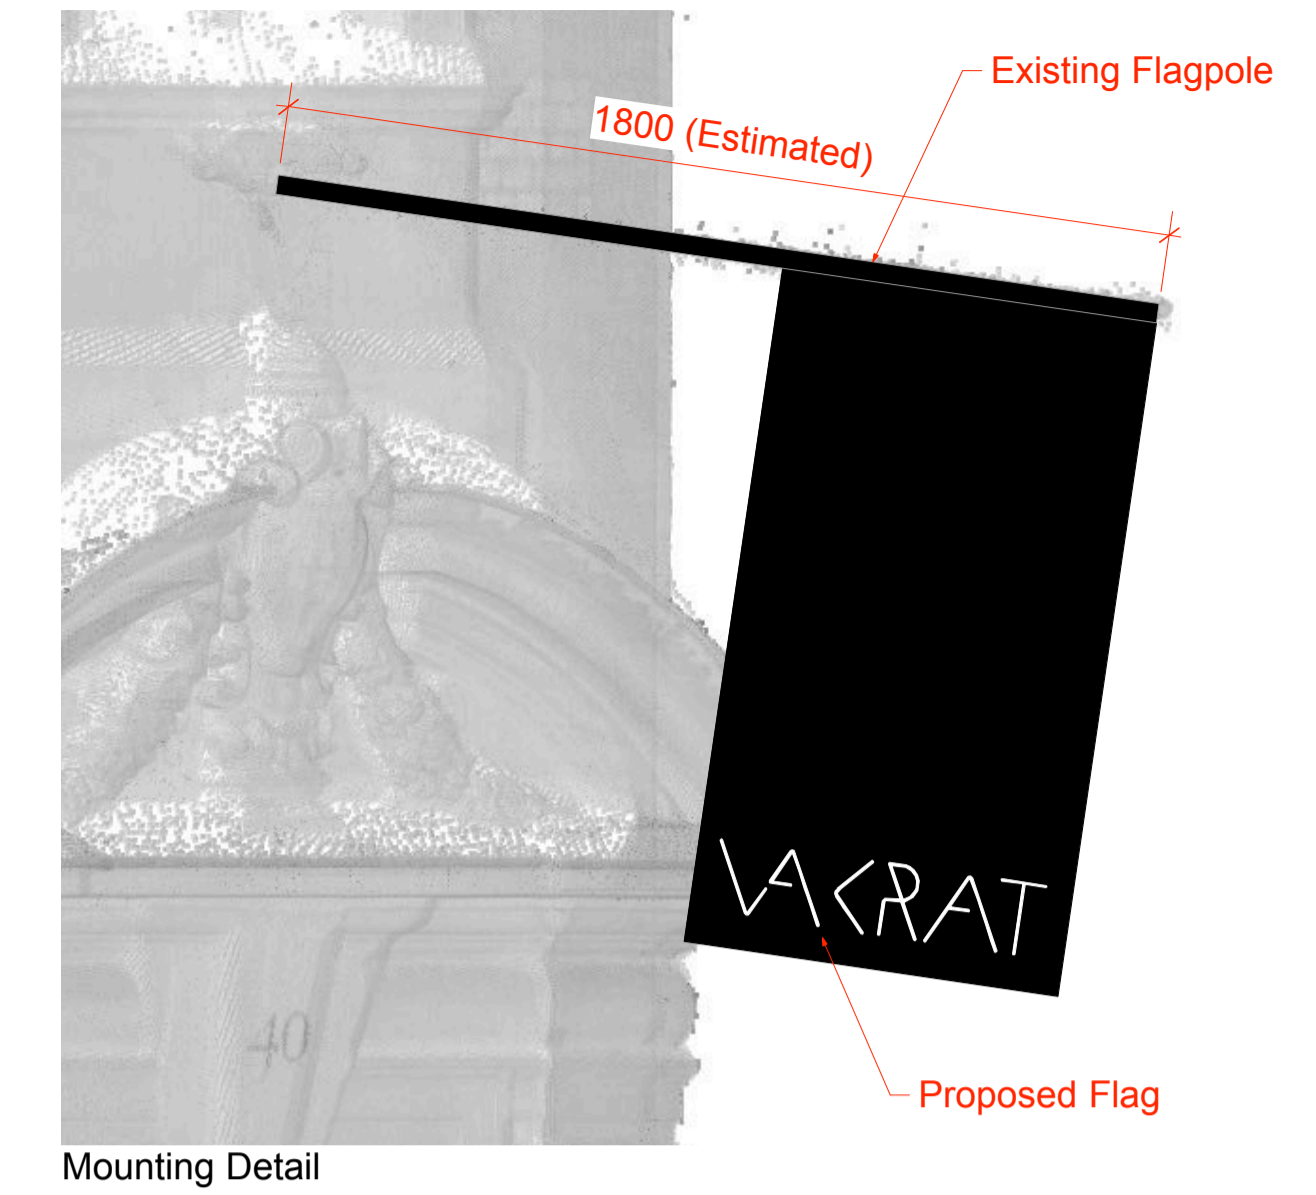 Existing Flagpole
1800 (Estimated)
VACRAT
40
Proposed Flag
Mounting Detail